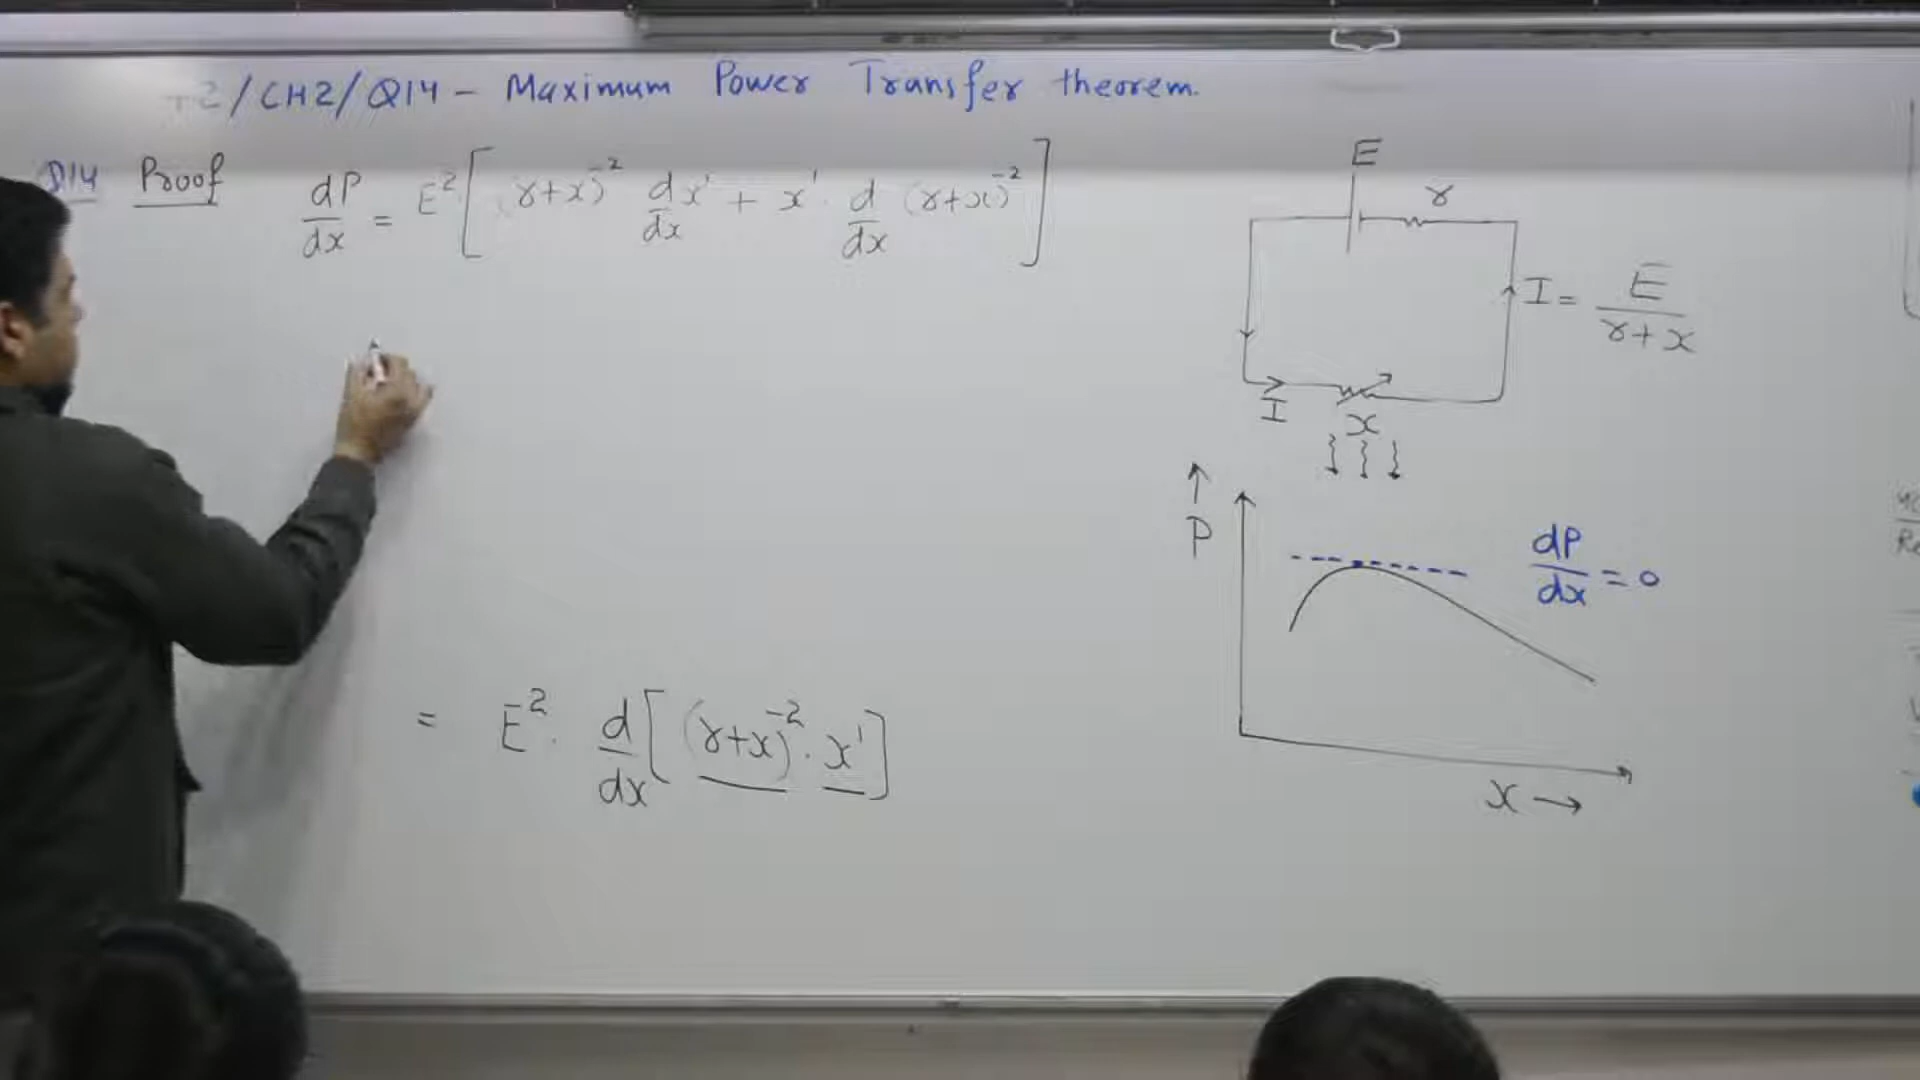 T2/CH2/Q14 - Maximum Power Transfer theorem.
Q14 Proof dP/dx = E² [ (r+x)⁻² d/dx x¹ + x¹ · d/dx (r+x)⁻² ]
= E² · d/dx [ (r+x)⁻² · x¹ ]
E
r
I = E/(r+x)
I
x
P
dP/dx = 0
x →